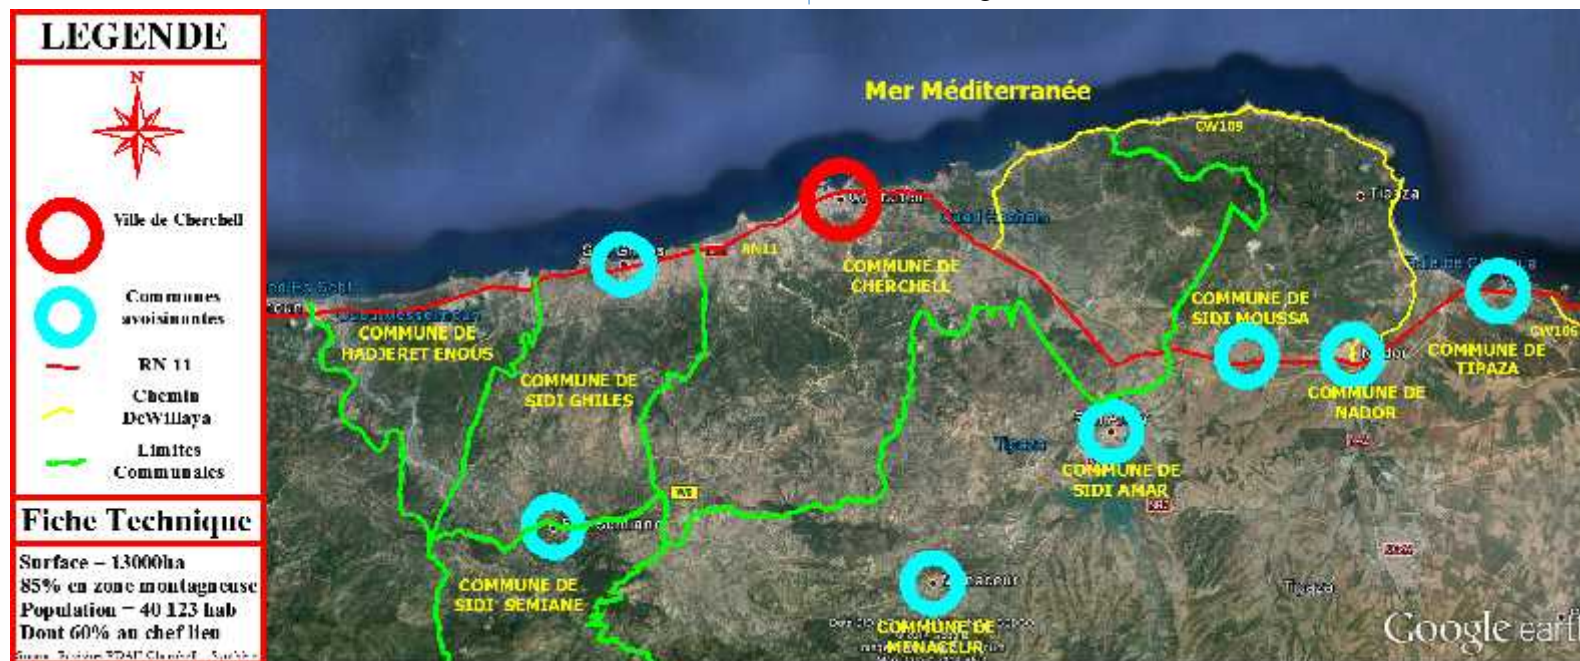 LEGENDE
N
Ville de Cherchell
Communes
avoisinantes
RN 11
Chemin
DeWillaya
Limites
Communales
Fiche Technique
Surface – 13000ha
85% en zone montagneuse
Population = 40 123 hab
Dont 60% au chef lieu
Mer Méditerranée
CW109
Tipaza
RN11
COMMUNE DE
CHERCHELL
COMMUNE DE
SIDI MOUSSA
COMMUNE DE
HADJERET ENOUS
COMMUNE DE
SIDI GHILES
CW106
COMMUNE DE
TIPAZA
COMMUNE DE
NADOR
Tipaza
COMMUNE DE
SIDI AMAR
COMMUNE DE
SIDI SEMIANE
Menaceur
Tipaza
COMMUNE DE
MENACEUR
Google earth